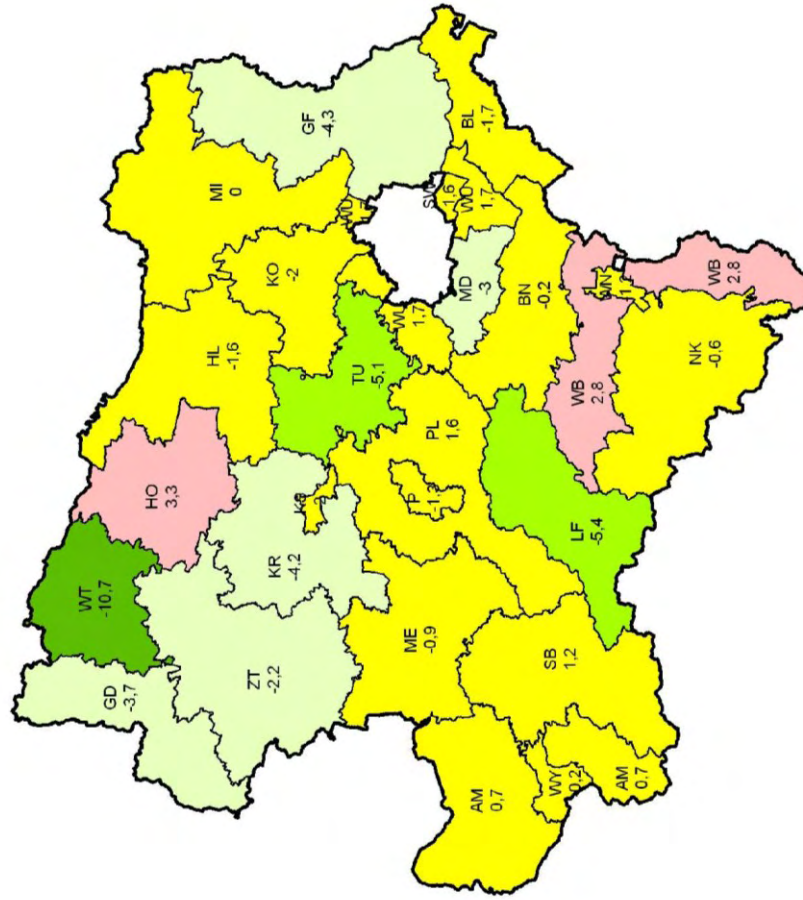 GD
-3,7
WT
-10,7
HO
3,3
HL
-1,6
MI
0
ZT
-2,2
KR
-4,2
KO
-2
GF
-4,3
WU
TU
-5,1
WL
1,7
ME
-0,9
P
PL
1,6
SW
1,6
AM
0,7
MD
-3
WO
1,7
BL
-1,7
BN
-0,2
SB
1,2
WY
0,2
LF
-5,4
WB
2,8
WN
AM
0,7
NK
-0,6
WB
2,8